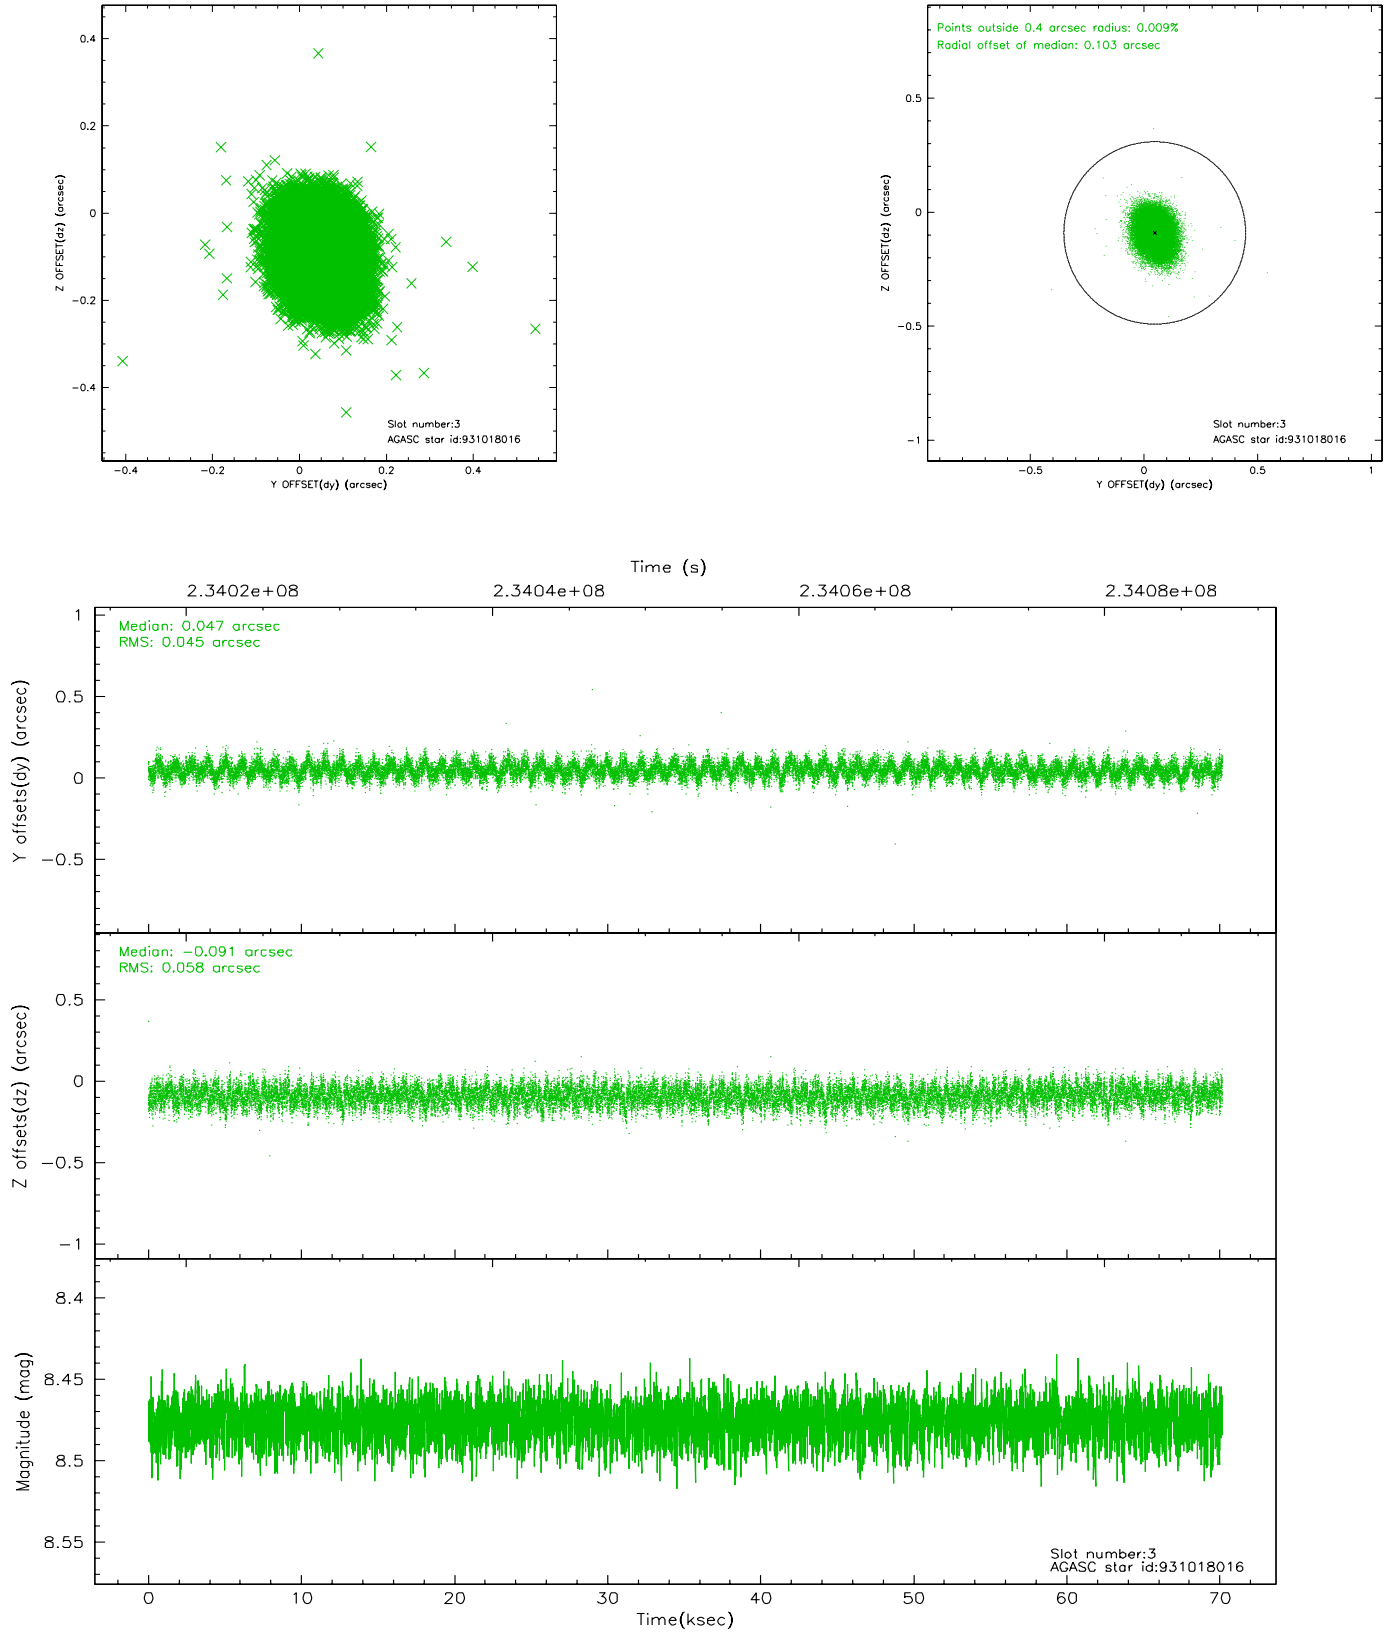 0.4
0.2
0
-0.2
-0.4
Z OFFSET(dz) (arcsec)
Slot number:3
AGASC star id:931018016
-0.4 -0.2 0 0.2 0.4
Y OFFSET(dy) (arcsec)
Points outside 0.4 arcsec radius: 0.009%
Radial offset of median: 0.103 arcsec
0.5
0
-0.5
-1
Z OFFSET(dz) (arcsec)
Slot number:3
AGASC star id:931018016
-0.5 0 0.5 1
Y OFFSET(dy) (arcsec)
Time (s)
2.3402e+08 2.3404e+08 2.3406e+08 2.3408e+08
Median: 0.047 arcsec
RMS: 0.045 arcsec
1
0.5
0
-0.5
Y offsets(dy) (arcsec)
Median: -0.091 arcsec
RMS: 0.058 arcsec
0.5
0
-0.5
-1
Z offsets(dz) (arcsec)
8.4
8.45
8.5
8.55
Magnitude (mag)
Slot number:3
AGASC star id:931018016
0 10 20 30 40 50 60 70
Time(ksec)